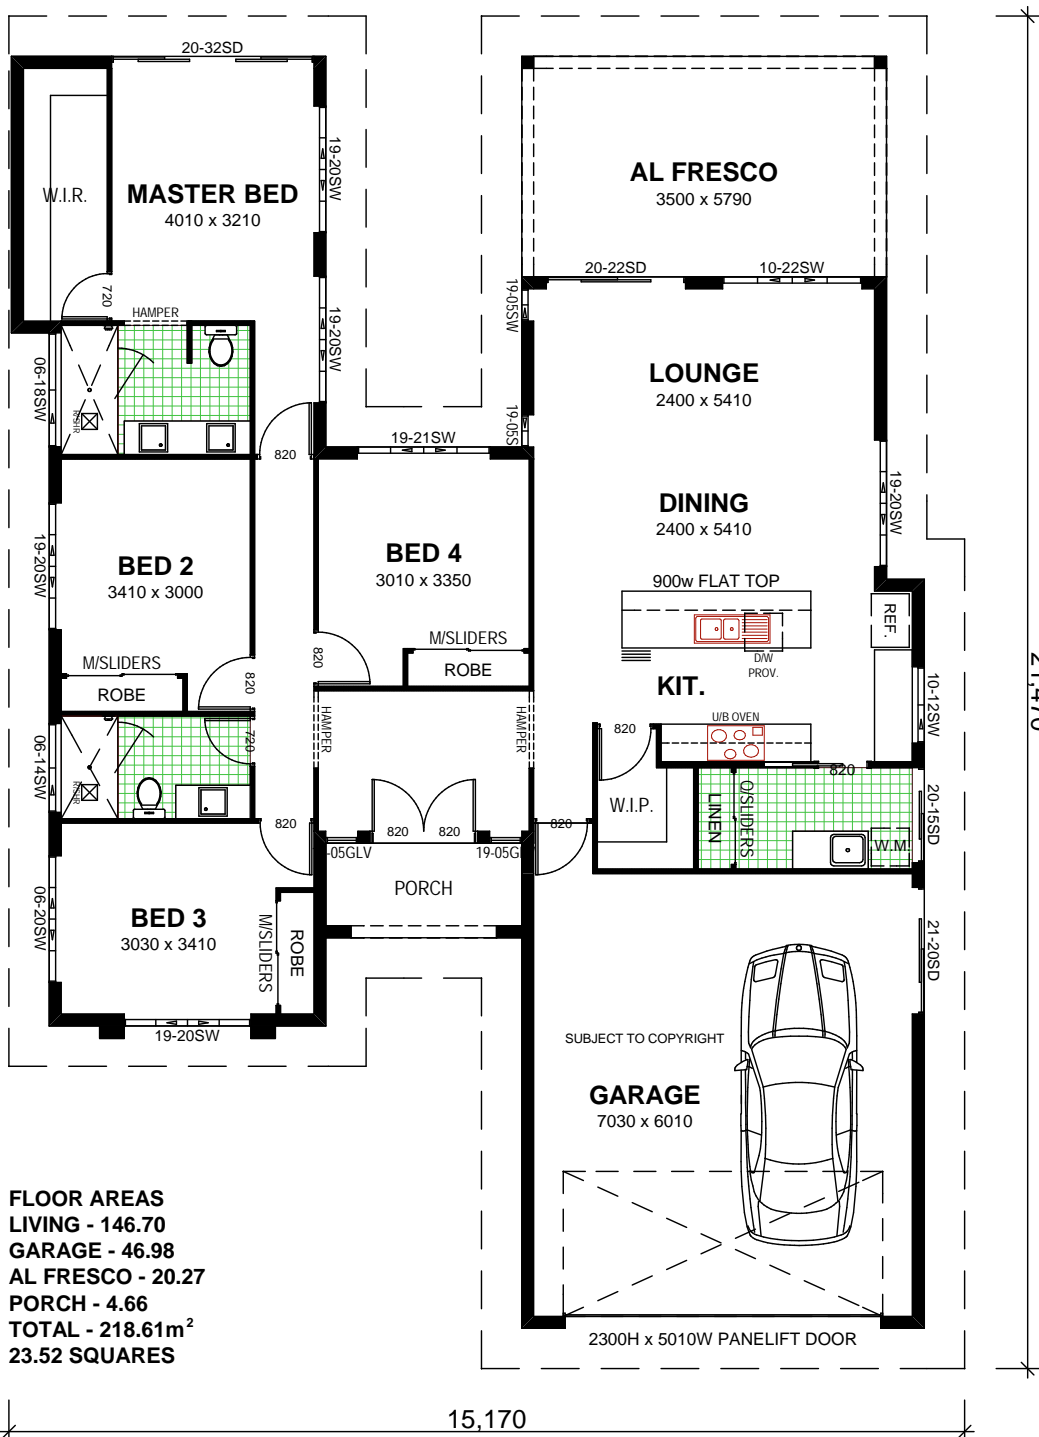 20-32SD
W.I.R.
MASTER BED
4010 x 3210
19-20SW
AL FRESCO
3500 x 5790
720
HAMPER
19-20SW
20-22SD
10-22SW
19-05SW
06-18SW
R/SHR
820
19-21SW
19-05S
LOUNGE
2400 x 5410
DINING
2400 x 5410
19-20SW
19-20SW
BED 2
3410 x 3000
BED 4
3010 x 3350
900w FLAT TOP
REF.
M/SLIDERS
ROBE
820
820
M/SLIDERS
ROBE
D/W
PROV.
KIT.
10-12SW
21,470
06-14SW
R/SHR
720
HAMPER
HAMPER
U/B OVEN
820
820
W.I.P.
LINEN
O/SLIDERS
W.M.
20-15SD
820
820
820
820
-05GLV
19-05G
PORCH
06-20SW
BED 3
3030 x 3410
M/SLIDERS
ROBE
19-20SW
21-20SD
SUBJECT TO COPYRIGHT
GARAGE
7030 x 6010
2300H x 5010W PANELIFT DOOR
FLOOR AREAS
LIVING - 146.70
GARAGE - 46.98
AL FRESCO - 20.27
PORCH - 4.66
TOTAL - 218.61m²
23.52 SQUARES
15,170